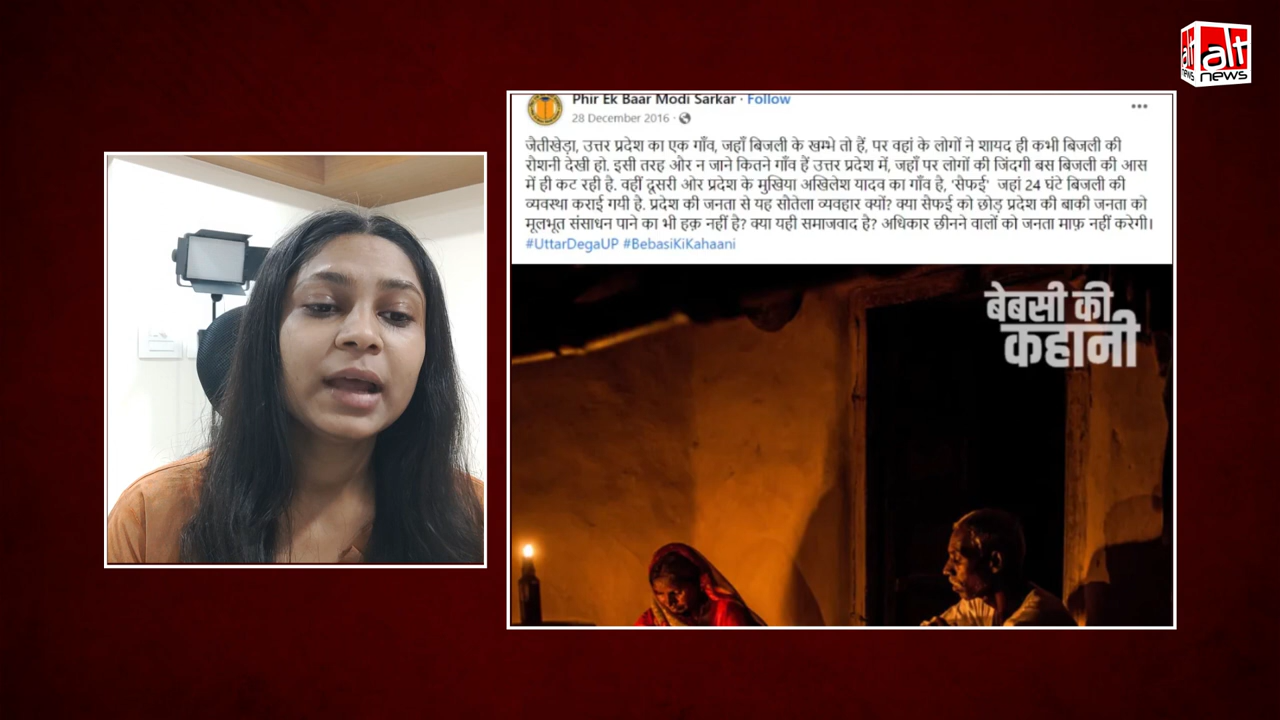 alt
news
alt
news
Phir Ek Baar Modi Sarkar · Follow
28 December 2016 ·
जैतीखेड़ा, उत्तर प्रदेश का एक गाँव, जहाँ बिजली के खम्भे तो हैं, पर वहां के लोगों ने शायद ही कभी बिजली की
रौशनी देखी हो. इसी तरह और न जाने कितने गाँव हैं उत्तर प्रदेश में, जहाँ पर लोगों की जिंदगी बस बिजली की आस
में ही कट रही है. वहीं दूसरी ओर प्रदेश के मुखिया अखिलेश यादव का गाँव है, 'सैफई' जहां 24 घंटे बिजली की
व्यवस्था कराई गयी है. प्रदेश की जनता से यह सौतेला व्यवहार क्यों? क्या सैफई को छोड़ प्रदेश की बाकी जनता को
मूलभूत संसाधन पाने का भी हक़ नहीं है? क्या यही समाजवाद है? अधिकार छीनने वालों को जनता माफ़ नहीं करेगी।
#UttarDegaUP #BebasiKiKahaani
बेबसी की
कहानी